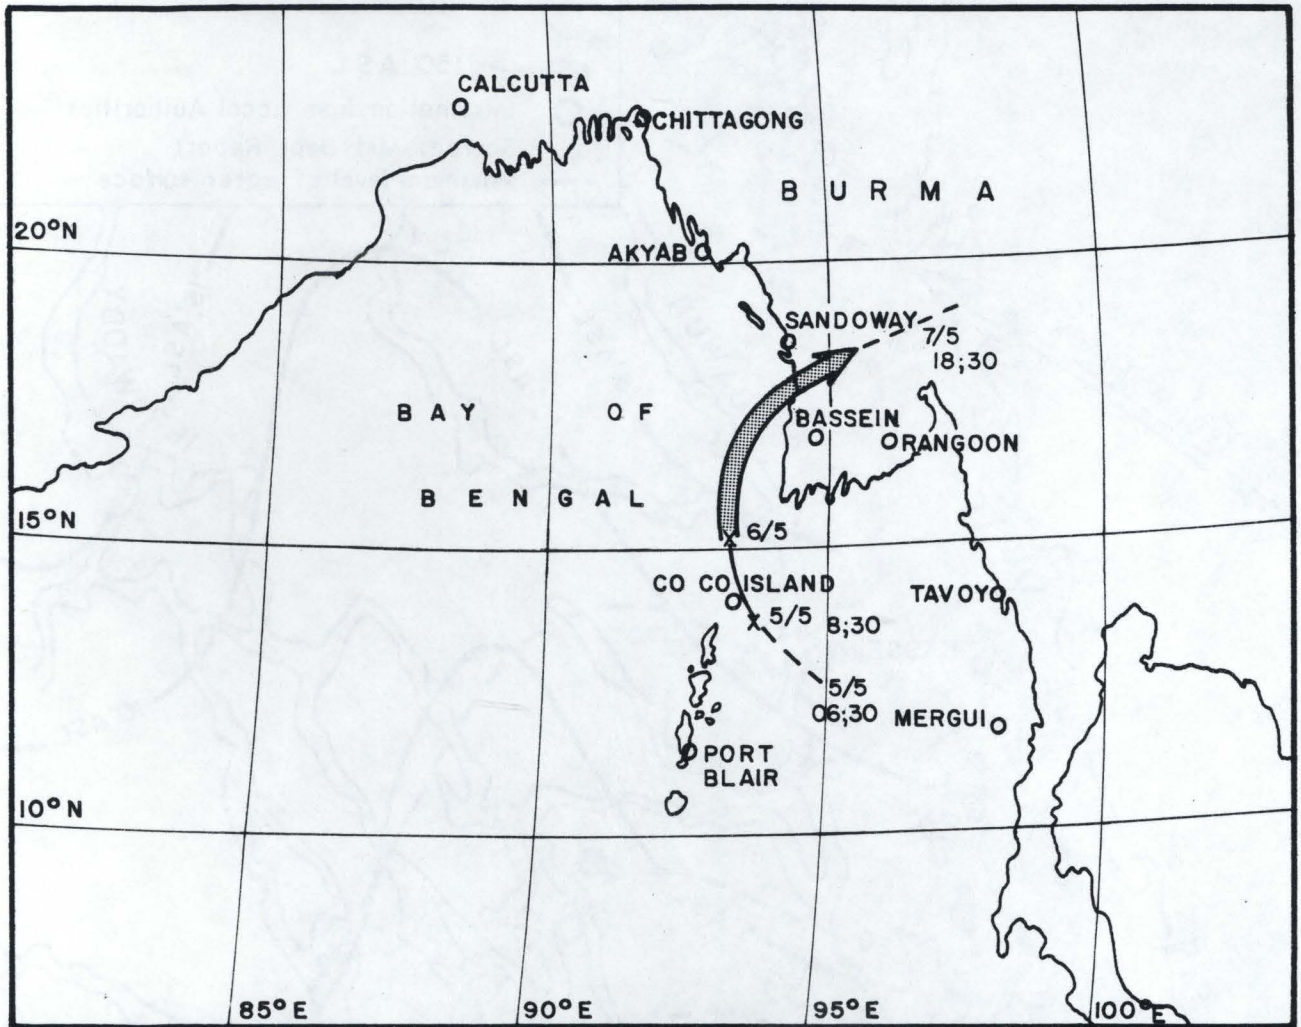 CALCUTTA
CHITTAGONG
BURMA
20°N
AKYAB
SANDOWAY
7/5
18;30
BAY OF
BASSEIN
RANGOON
BENGAL
15°N
6/5
CO CO ISLAND
TAVOYO
5/5 8;30
5/5
06;30
MERGUI
PORT
BLAIR
10°N
85°E 90°E 95°E 100°E